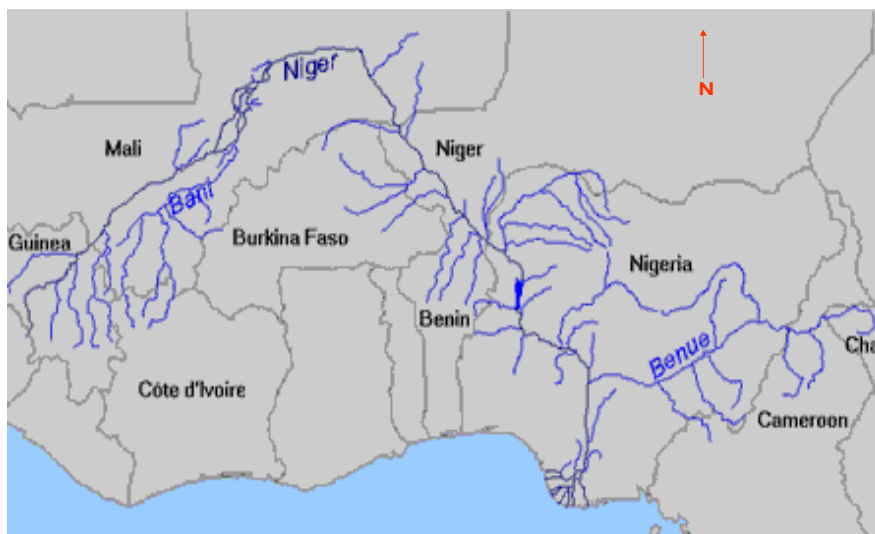 Niger
N
Mali
Niger
Bani
Guinea
Burkina Faso
Nigeria
Benin
Benue
Cha
Côte d'Ivoire
Cameroon